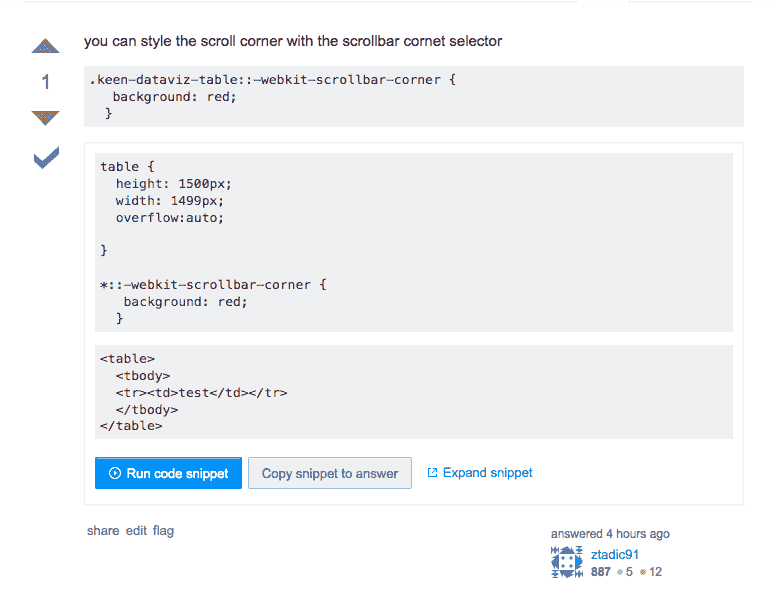 you can style the scroll corner with the scrollbar cornet selector
1
.keen-dataviz-table::-webkit-scrollbar-corner {
background: red;
}
table {
height: 1500px;
width: 1499px;
overflow:auto;
}
*::-webkit-scrollbar-corner {
background: red;
}
<table>
<tbody>
<tr><td>test</td></tr>
</tbody>
</table>
Run code snippet Copy snippet to answer Expand snippet
share edit flag
answered 4 hours ago
ztadic91
887 5 12